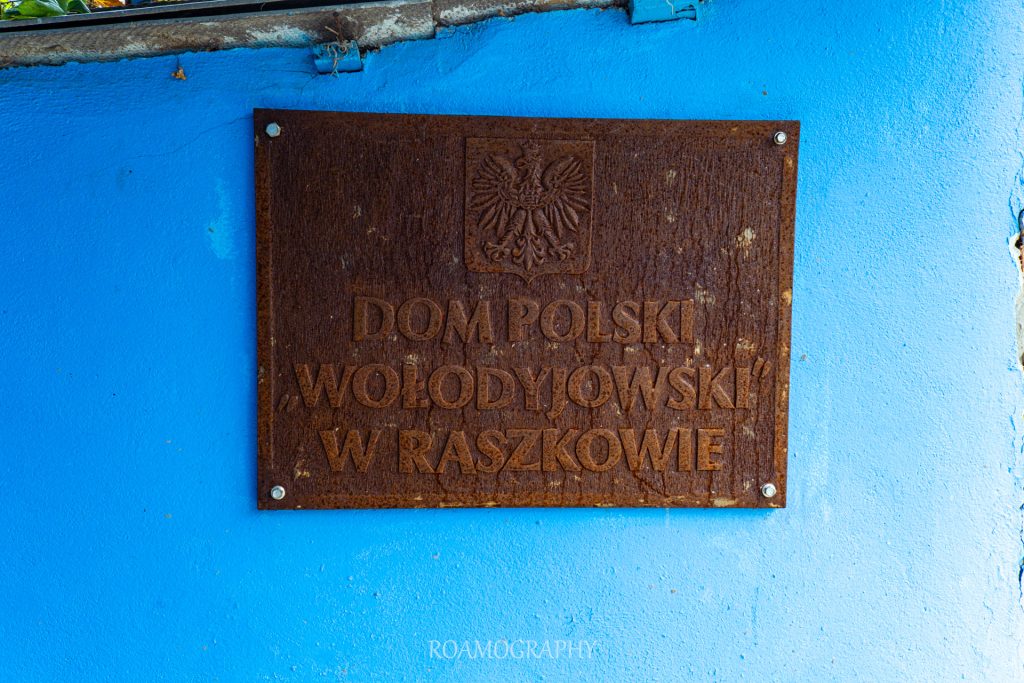 DOM POLSKI
„WOŁODYJOWSKI”
W RASZKOWIE
ROAMOGRAPHY